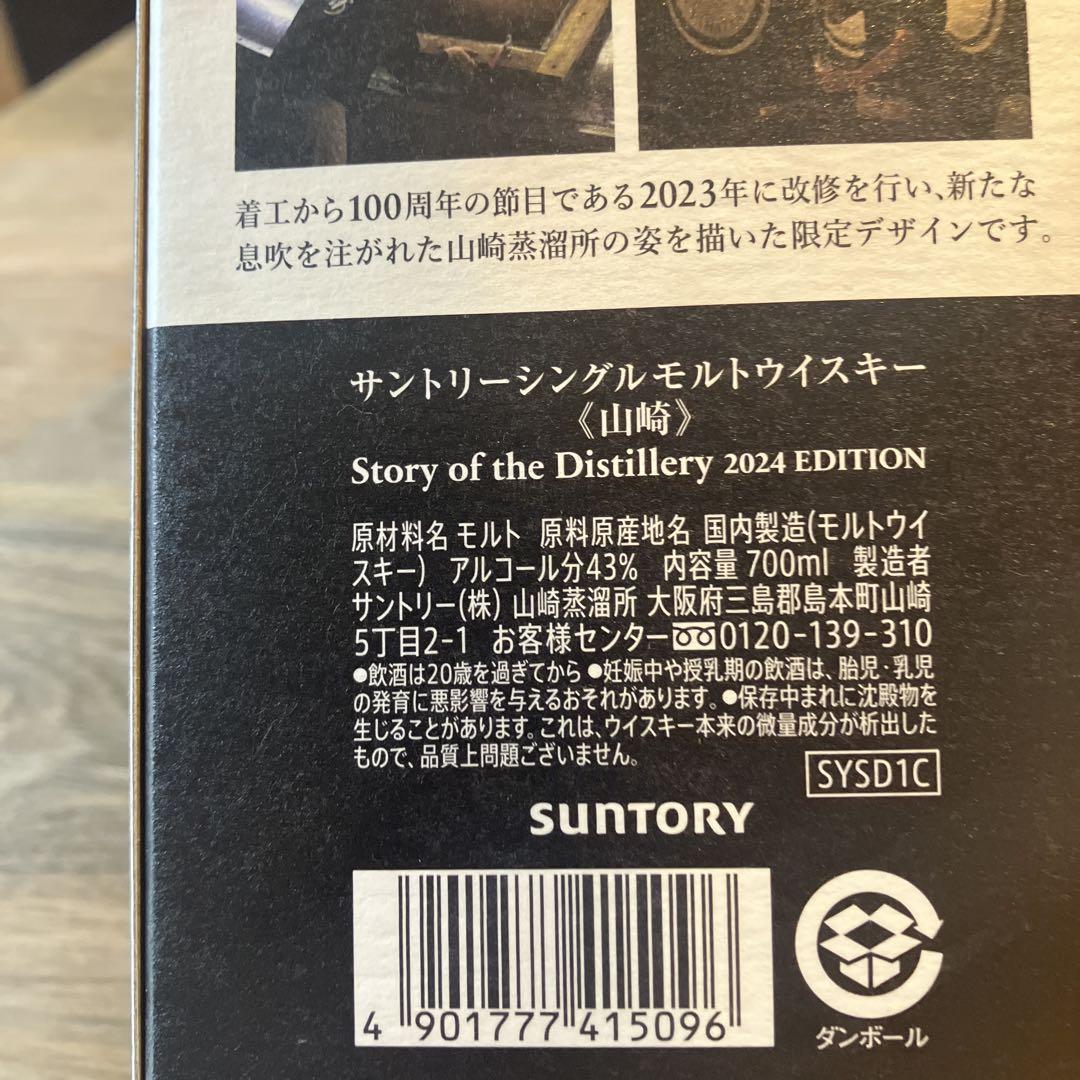 着工から100周年の節目である2023年に改修を行い、新たな
息吹を注がれた山崎蒸溜所の姿を描いた限定デザインです。
サントリーシングルモルトウイスキー
《山崎》
Story of the Distillery 2024 EDITION
原材料名 モルト 原料原産地名 国内製造(モルトウイ
スキー) アルコール分43% 内容量 700ml 製造者
サントリー(株) 山崎蒸溜所 大阪府三島郡島本町山崎
5丁目2-1 お客様センター 0120-139-310
●飲酒は20歳を過ぎてから ●妊娠中や授乳期の飲酒は、胎児・乳児
の発育に悪影響を与えるおそれがあります。●保存中まれに沈殿物を
生じることがあります。これは、ウイスキー本来の微量成分が析出した
もので、品質上問題ございません。
SYSD1C
SUNTORY
4 901777 415096
ダンボール